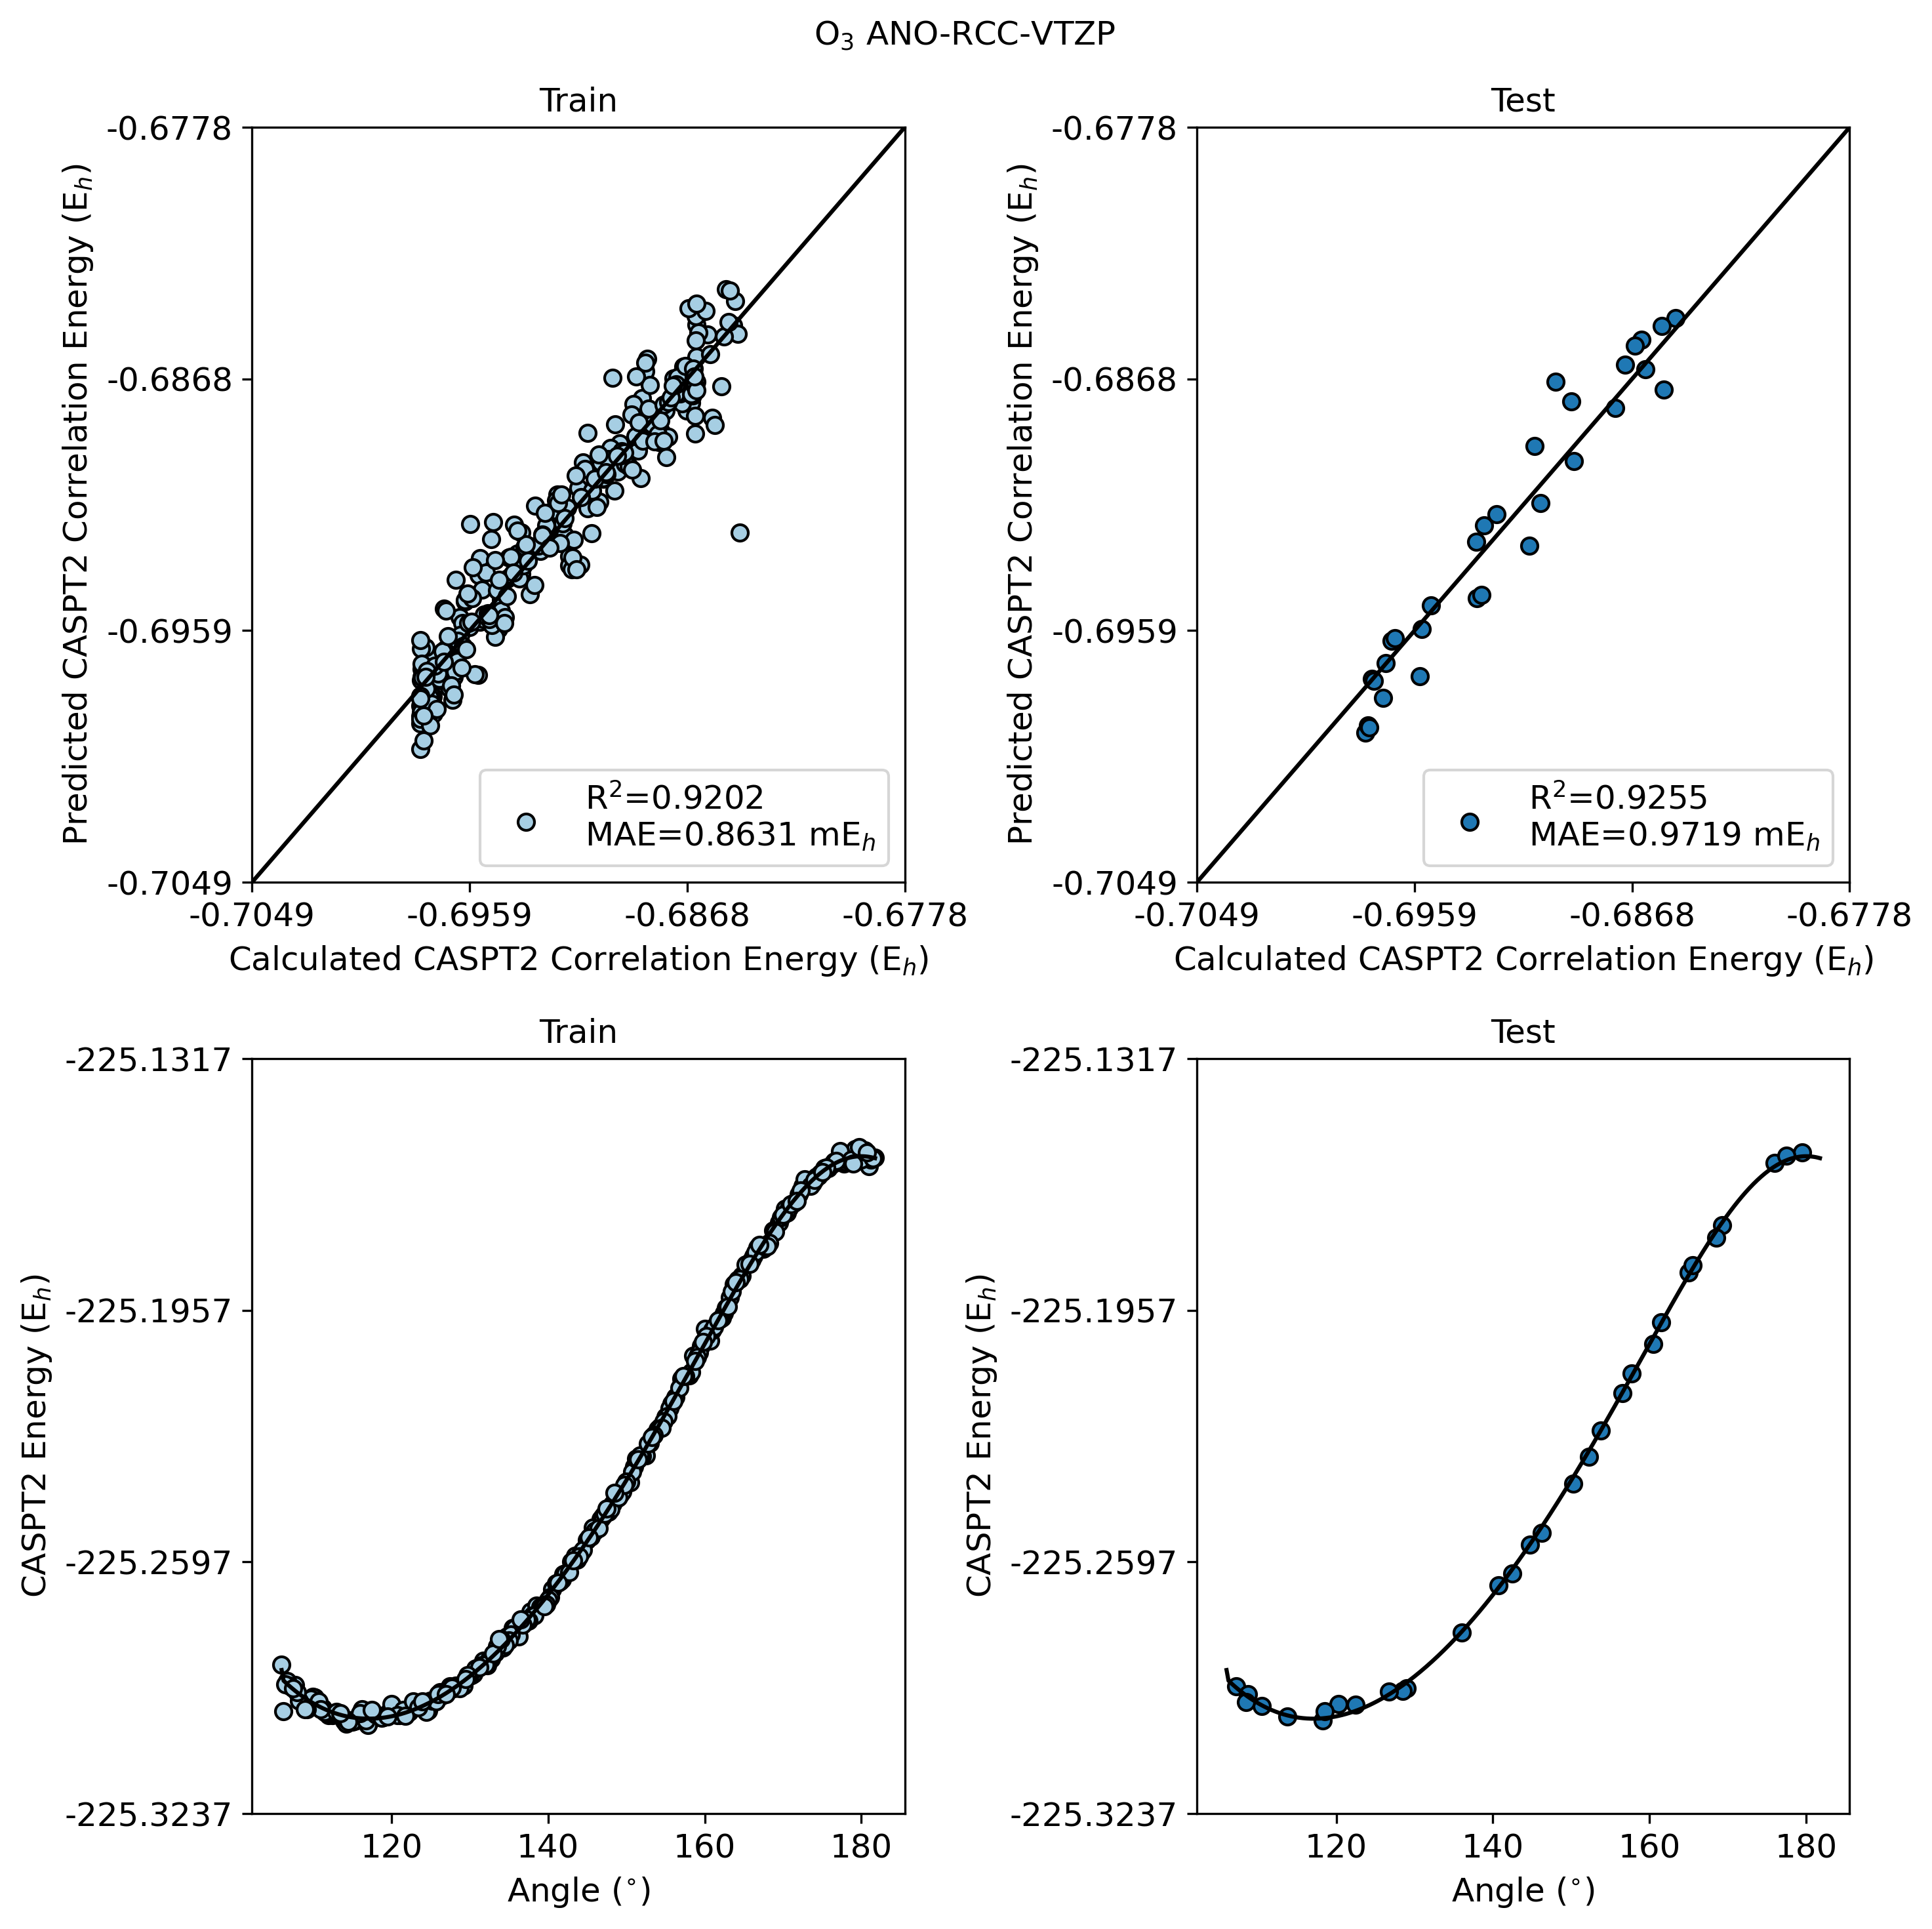 O₃ ANO-RCC-VTZP
Train
Predicted CASPT2 Correlation Energy (Eₕ)
-0.6778
-0.6868
-0.6959
-0.7049
R²=0.9202
MAE=0.8631 mEₕ
-0.7049 -0.6959 -0.6868 -0.6778
Calculated CASPT2 Correlation Energy (Eₕ)
Test
Predicted CASPT2 Correlation Energy (Eₕ)
-0.6778
-0.6868
-0.6959
-0.7049
R²=0.9255
MAE=0.9719 mEₕ
-0.7049 -0.6959 -0.6868 -0.6778
Calculated CASPT2 Correlation Energy (Eₕ)
Train
CASPT2 Energy (Eₕ)
-225.1317
-225.1957
-225.2597
-225.3237
120 140 160 180
Angle (°)
Test
CASPT2 Energy (Eₕ)
-225.1317
-225.1957
-225.2597
-225.3237
120 140 160 180
Angle (°)